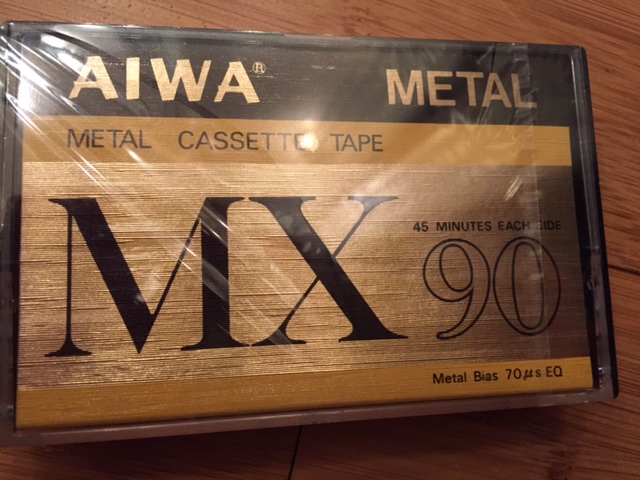 AIWA® METAL
METAL CASSETTE TAPE
MX
45 MINUTES EACH SIDE
90
Metal Bias 70μs EQ